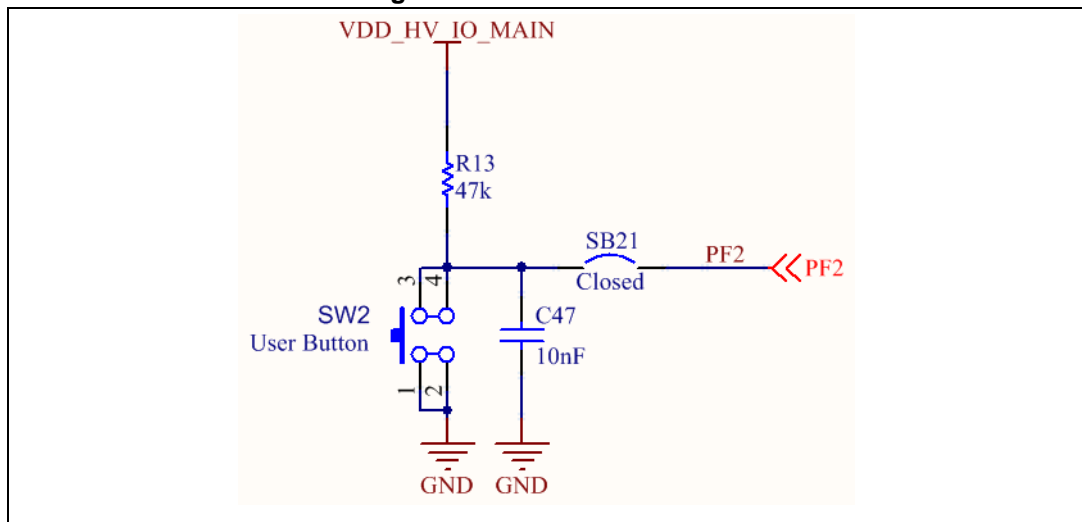 VDD_HV_IO_MAIN
R13
47k
SB21
PF2
PF2
Closed
3
4
SW2
User Button
C47
10nF
1
2
GND
GND